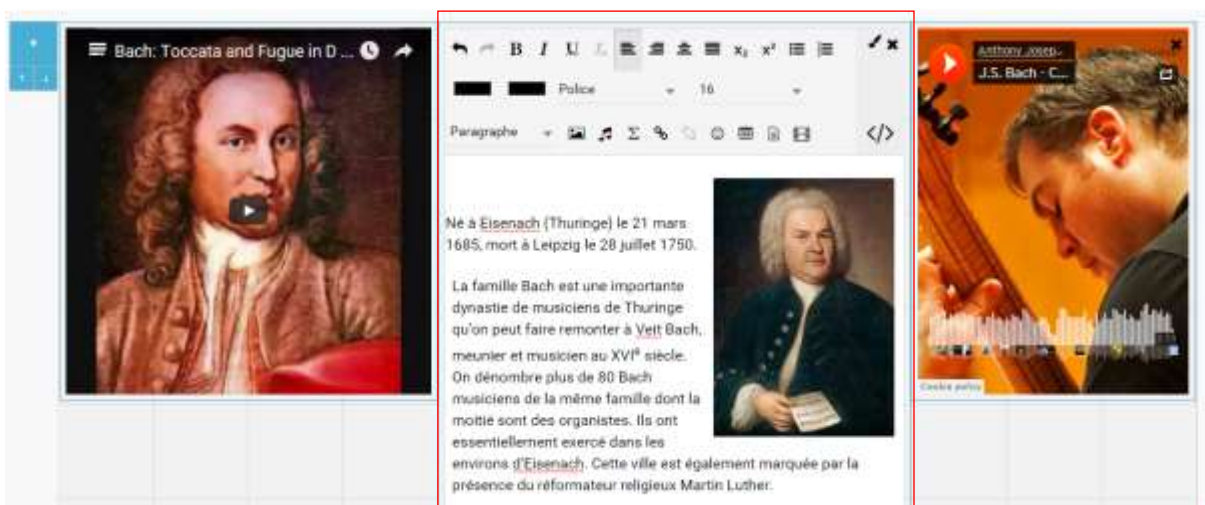 Bach: Toccata and Fugue in D ...
B I U
x₂ x²
Police
16
Paragraphe
Σ
</>
Né à Eisenach (Thuringe) le 21 mars
1685, mort à Leipzig le 28 juillet 1750.
La famille Bach est une importante
dynastie de musiciens de Thuringe
qu'on peut faire remonter à Veit Bach,
meunier et musicien au XVIᵉ siècle.
On dénombre plus de 80 Bach
musiciens de la même famille dont la
moitié sont des organistes. Ils ont
essentiellement exercé dans les
environs d'Eisenach. Cette ville est également marquée par la
présence du réformateur religieux Martin Luther.
Anthony Josep...
J.S. Bach - C...
Cookie policy